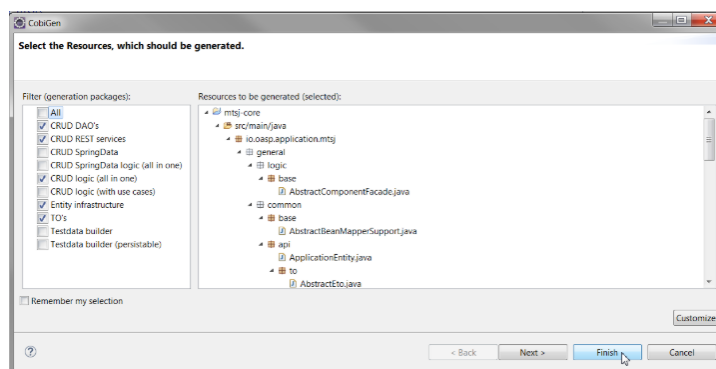 CobiGen
Select the Resources, which should be generated.
Filter (generation packages):
All
CRUD DAO's
CRUD REST services
CRUD SpringData
CRUD SpringData logic (all in one)
CRUD logic (all in one)
CRUD logic (with use cases)
Entity infrastructure
TO's
Testdata builder
Testdata builder (persistable)
Resources to be generated (selected):
mtsj-core
src/main/java
io.oasp.application.mtsj
general
logic
base
AbstractComponentFacade.java
common
base
AbstractBeanMapperSupport.java
api
ApplicationEntity.java
to
AbstractEto.java
Remember my selection
Customize
< Back
Next >
Finish
Cancel